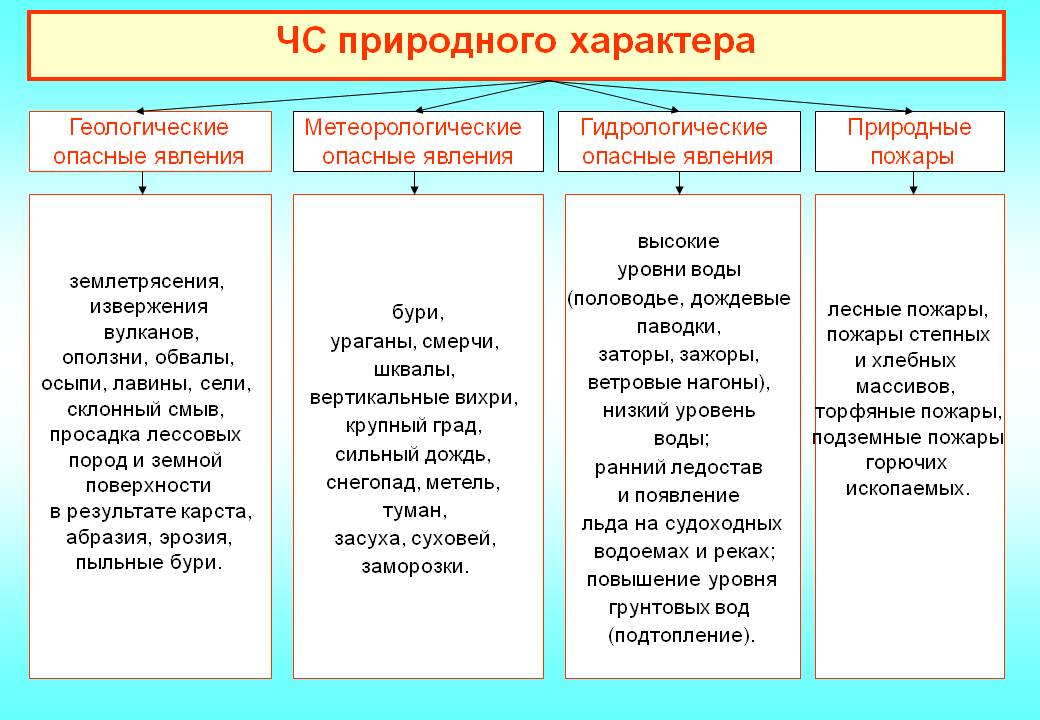 ЧС природного характера
Геологические
опасные явления
Метеорологические
опасные явления
Гидрологические
опасные явления
Природные
пожары
землетрясения,
извержения
вулканов,
оползни, обвалы,
осыпи, лавины, сели,
склонный смыв,
просадка лессовых
пород и земной
поверхности
в результате карста,
абразия, эрозия,
пыльные бури.
бури,
ураганы, смерчи,
шквалы,
вертикальные вихри,
крупный град,
сильный дождь,
снегопад, метель,
туман,
засуха, суховей,
заморозки.
высокие
уровни воды
(половодье, дождевые
паводки,
заторы, зажоры,
ветровые нагоны),
низкий уровень
воды;
ранний ледостав
и появление
льда на судоходных
водоемах и реках;
повышение уровня
грунтовых вод
(подтопление).
лесные пожары,
пожары степных
и хлебных
массивов,
торфяные пожары,
подземные пожары
горючих
ископаемых.